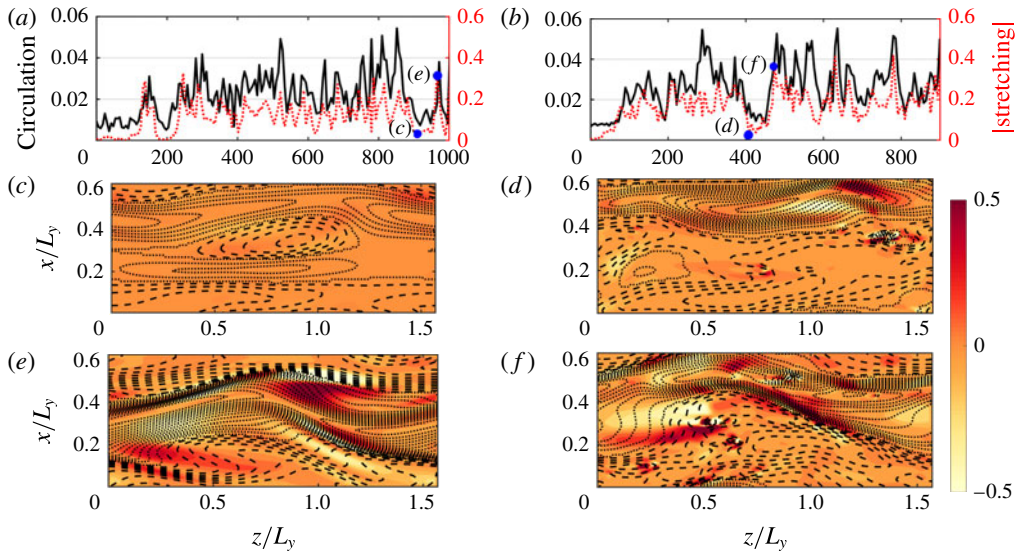 (a)
Circulation
0.06
0.04
0.02
0.6
0.4
0.2
0
(e)
(c)
0 200 400 600 800 1000
(b)
0.06
0.04
0.02
0.6
0.4
0.2
0
|stretching|
(f)
(d)
0 200 400 600 800
(c)
x/Ly
0.6
0.4
0.2
0 0.5 1.0 1.5
(d)
0.6
0.4
0.2
0 0.5 1.0 1.5
(e)
x/Ly
0.6
0.4
0.2
0 0.5 1.0 1.5
z/Ly
(f)
0.6
0.4
0.2
0 0.5 1.0 1.5
z/Ly
0.5
0
−0.5